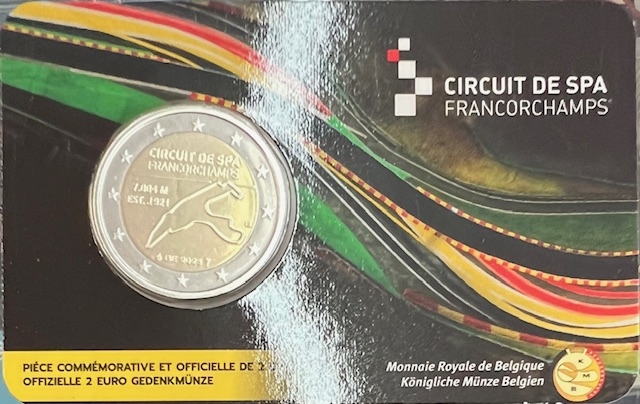 CIRCUIT DE SPA
FRANCORCHAMPS
CIRCUIT DE SPA
FRANCORCHAMPS
7.004 M
EST. 1921
PIÈCE COMMÉMORATIVE ET OFFICIELLE DE 2
OFFIZIELLE 2 EURO GEDENKMÜNZE
Monnaie Royale de Belgique
Königliche Münze Belgien
K
M
B